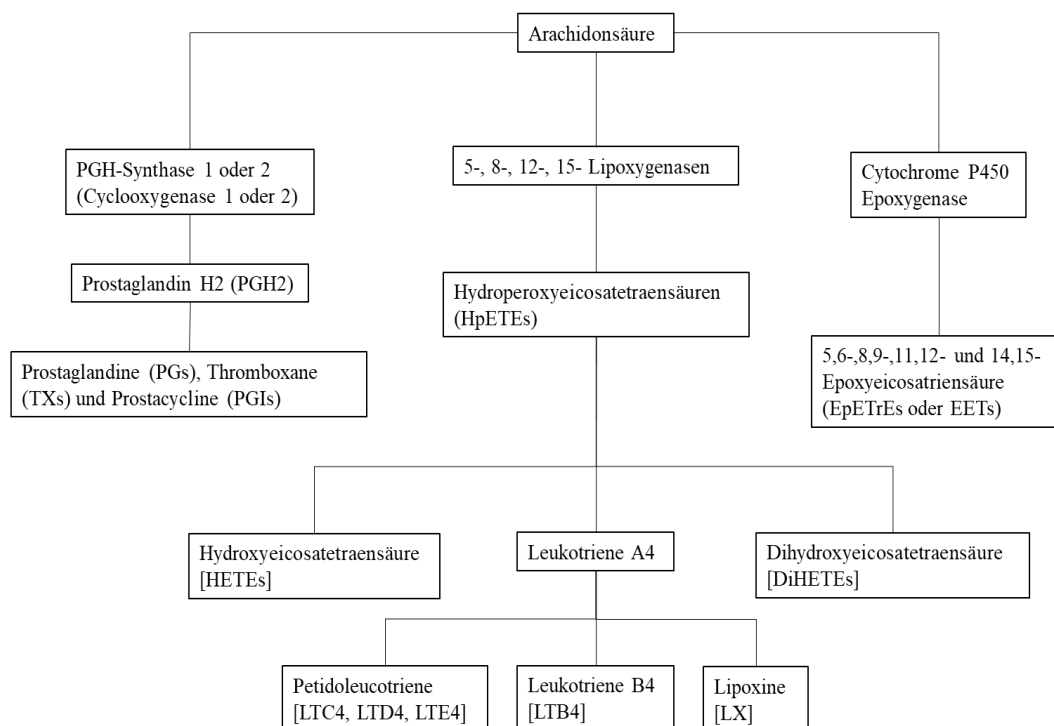 Arachidonsäure
PGH-Synthase 1 oder 2
(Cyclooxygenase 1 oder 2)
5-, 8-, 12-, 15- Lipoxygenasen
Cytochrome P450
Epoxygenase
Prostaglandin H2 (PGH2)
Hydroperoxyeicosatetraensäuren
(HpETEs)
Prostaglandine (PGs), Thromboxane
(TXs) und Prostacycline (PGIs)
5,6-,8,9-,11,12- und 14,15-
Epoxyeicosatriensäure
(EpETrEs oder EETs)
Hydroxyeicosatetraensäure
[HETEs]
Leukotriene A4
Dihydroxyeicosatetraensäure
[DiHETEs]
Petidoleucotriene
[LTC4, LTD4, LTE4]
Leukotriene B4
[LTB4]
Lipoxine
[LX]